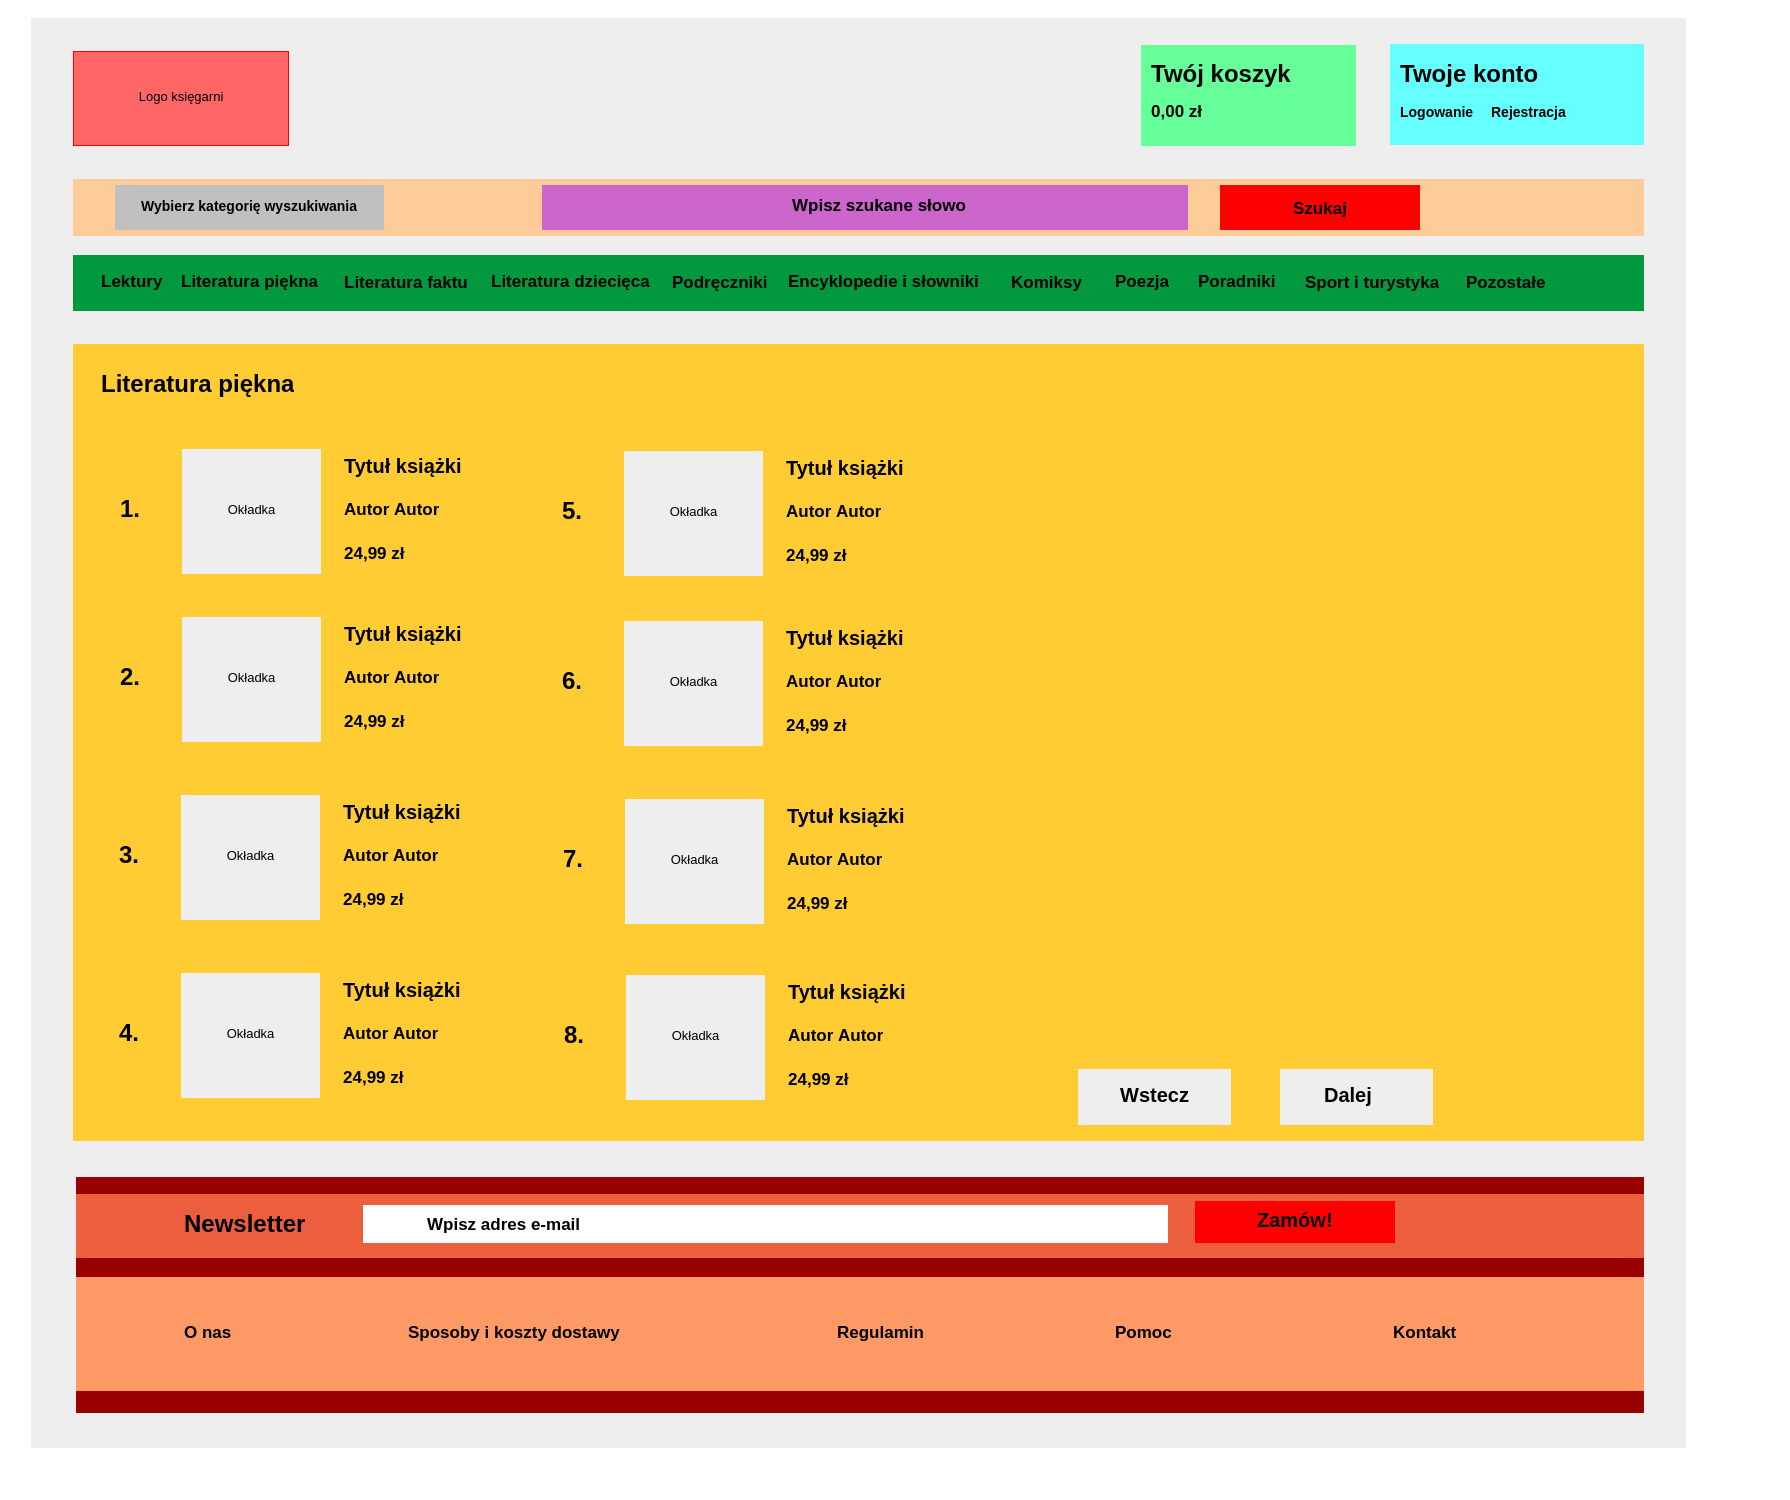 Logo księgarni
Twój koszyk
0,00 zł
Twoje konto
Logowanie Rejestracja
Wybierz kategorię wyszukiwania
Wpisz szukane słowo
Szukaj
Lektury Literatura piękna Literatura faktu Literatura dziecięca Podręczniki Encyklopedie i słowniki Komiksy Poezja Poradniki Sport i turystyka Pozostałe
Literatura piękna
1.
Okładka
Tytuł książki
Autor Autor
24,99 zł
2.
Okładka
Tytuł książki
Autor Autor
24,99 zł
3.
Okładka
Tytuł książki
Autor Autor
24,99 zł
4.
Okładka
Tytuł książki
Autor Autor
24,99 zł
5.
Okładka
Tytuł książki
Autor Autor
24,99 zł
6.
Okładka
Tytuł książki
Autor Autor
24,99 zł
7.
Okładka
Tytuł książki
Autor Autor
24,99 zł
8.
Okładka
Tytuł książki
Autor Autor
24,99 zł
Wstecz
Dalej
Newsletter
Wpisz adres e-mail
Zamów!
O nas Sposoby i koszty dostawy Regulamin Pomoc Kontakt